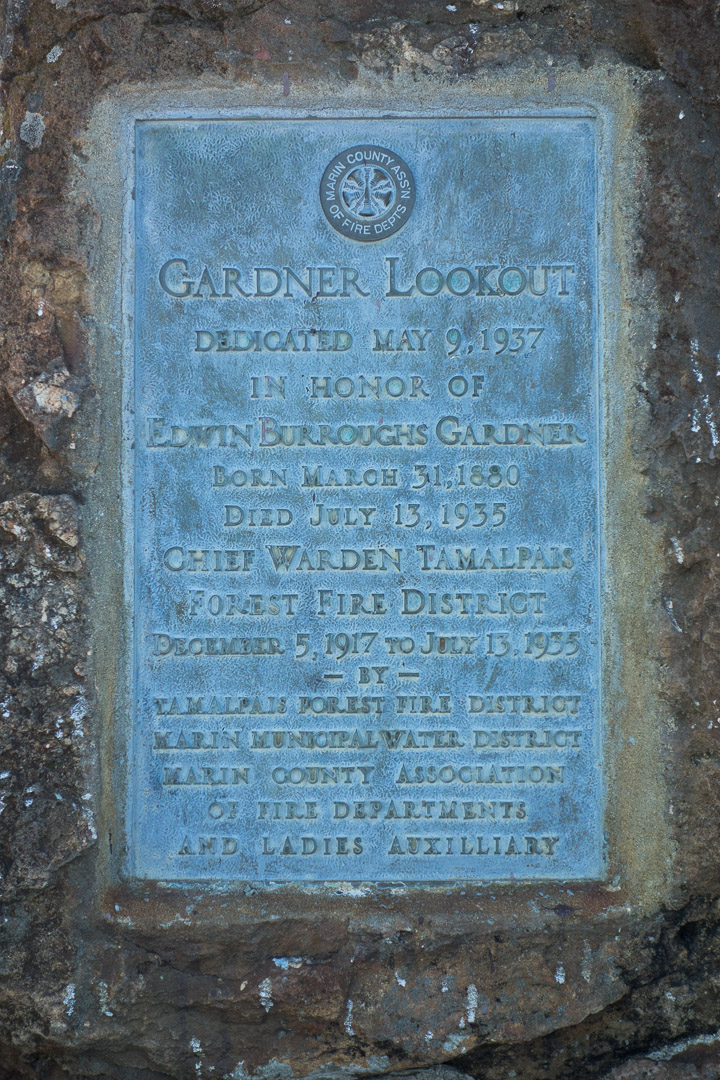 MARIN COUNTY ASS'N
OF FIRE DEPTS
GARDNER LOOKOUT
DEDICATED MAY 9, 1937
IN HONOR OF
EDWIN BURROUGHS GARDNER
BORN MARCH 31, 1880
DIED JULY 13, 1935
CHIEF WARDEN TAMALPAIS
FOREST FIRE DISTRICT
DECEMBER 5, 1917 TO JULY 13, 1935
— BY —
TAMALPAIS FOREST FIRE DISTRICT
MARIN MUNICIPAL WATER DISTRICT
MARIN COUNTY ASSOCIATION
OF FIRE DEPARTMENTS
AND LADIES AUXILLIARY